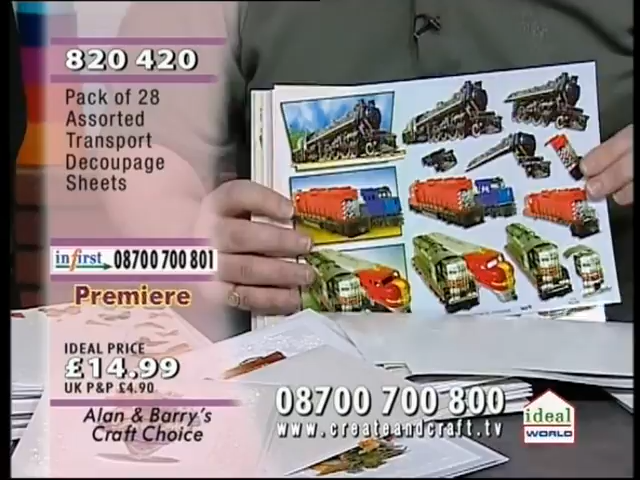 820 420
Pack of 28
Assorted
Transport
Decoupage
Sheets
infirst 08700 700 801
Premiere
IDEAL PRICE
£14.99
UK P&P £4.90
Alan & Barry's
Craft Choice
08700 700 800
www.createandcraft.tv
ideal
WORLD